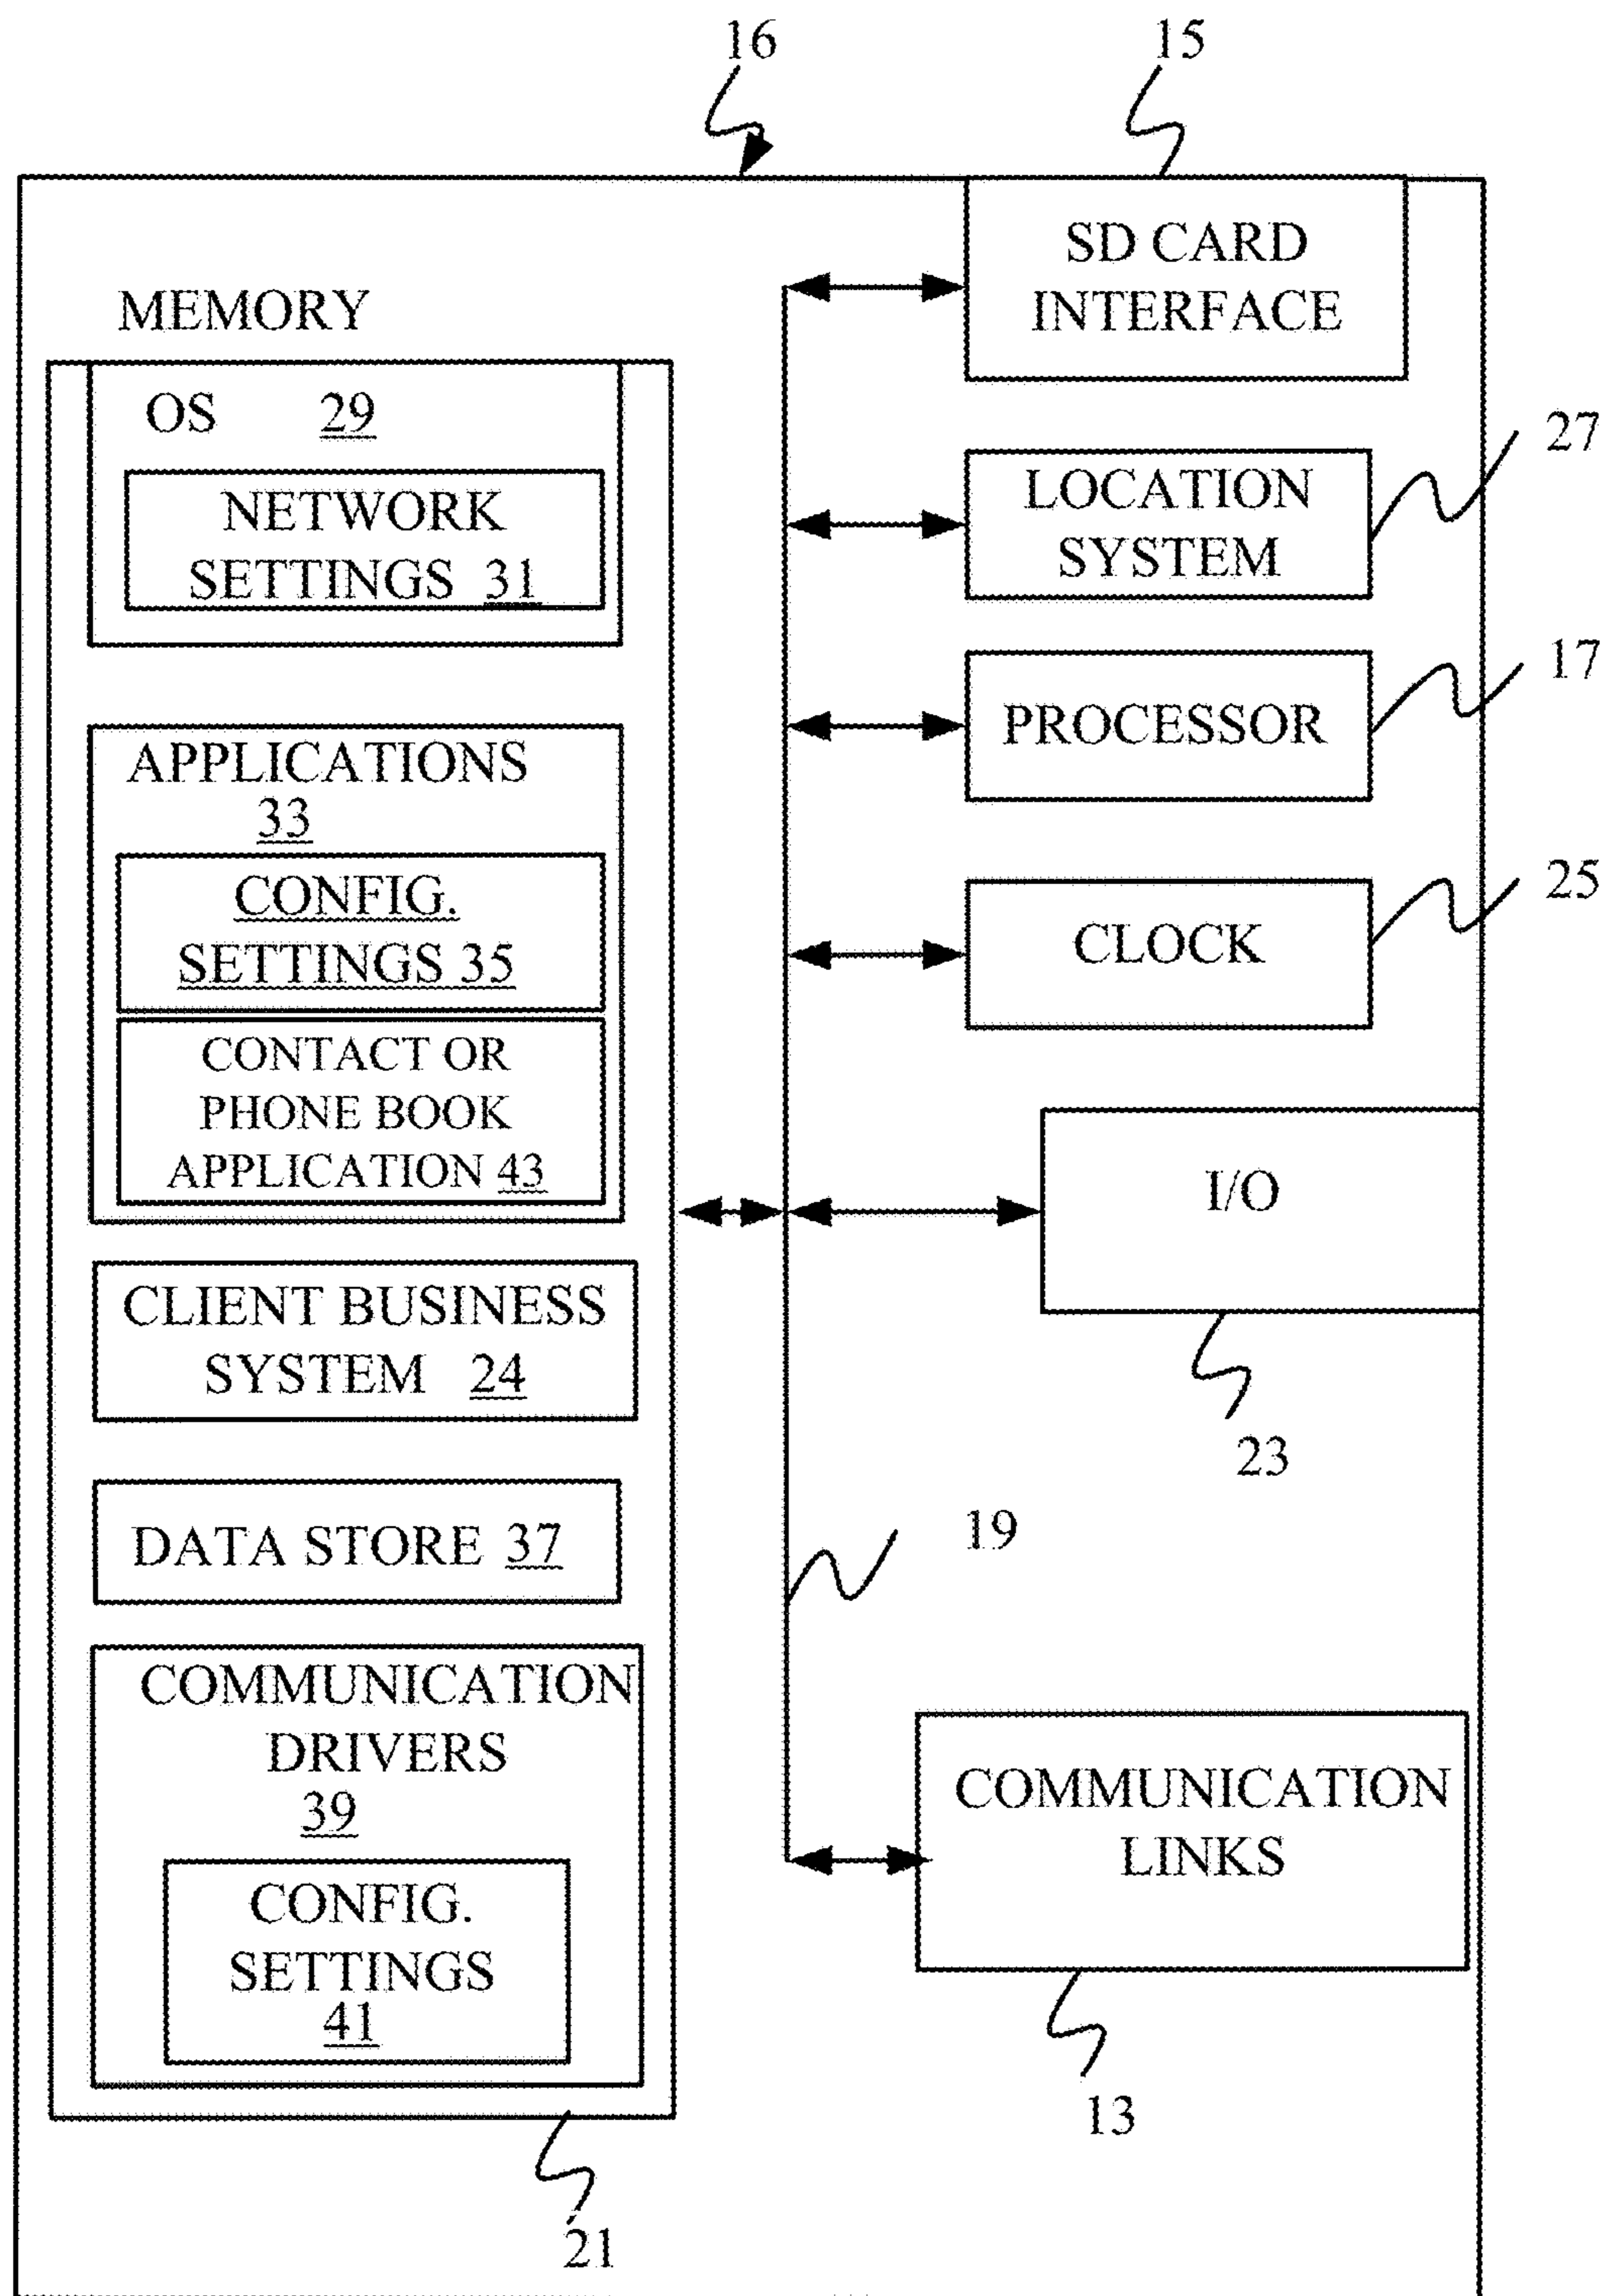 16
15
SD CARD
INTERFACE
MEMORY
OS 29
NETWORK
SETTINGS 31
APPLICATIONS
33
CONFIG.
SETTINGS 35
CONTACT OR
PHONE BOOK
APPLICATION 43
CLIENT BUSINESS
SYSTEM 24
DATA STORE 37
COMMUNICATION
DRIVERS
39
CONFIG.
SETTINGS
41
21
LOCATION
SYSTEM
27
PROCESSOR
17
CLOCK
25
I/O
23
19
COMMUNICATION
LINKS
13